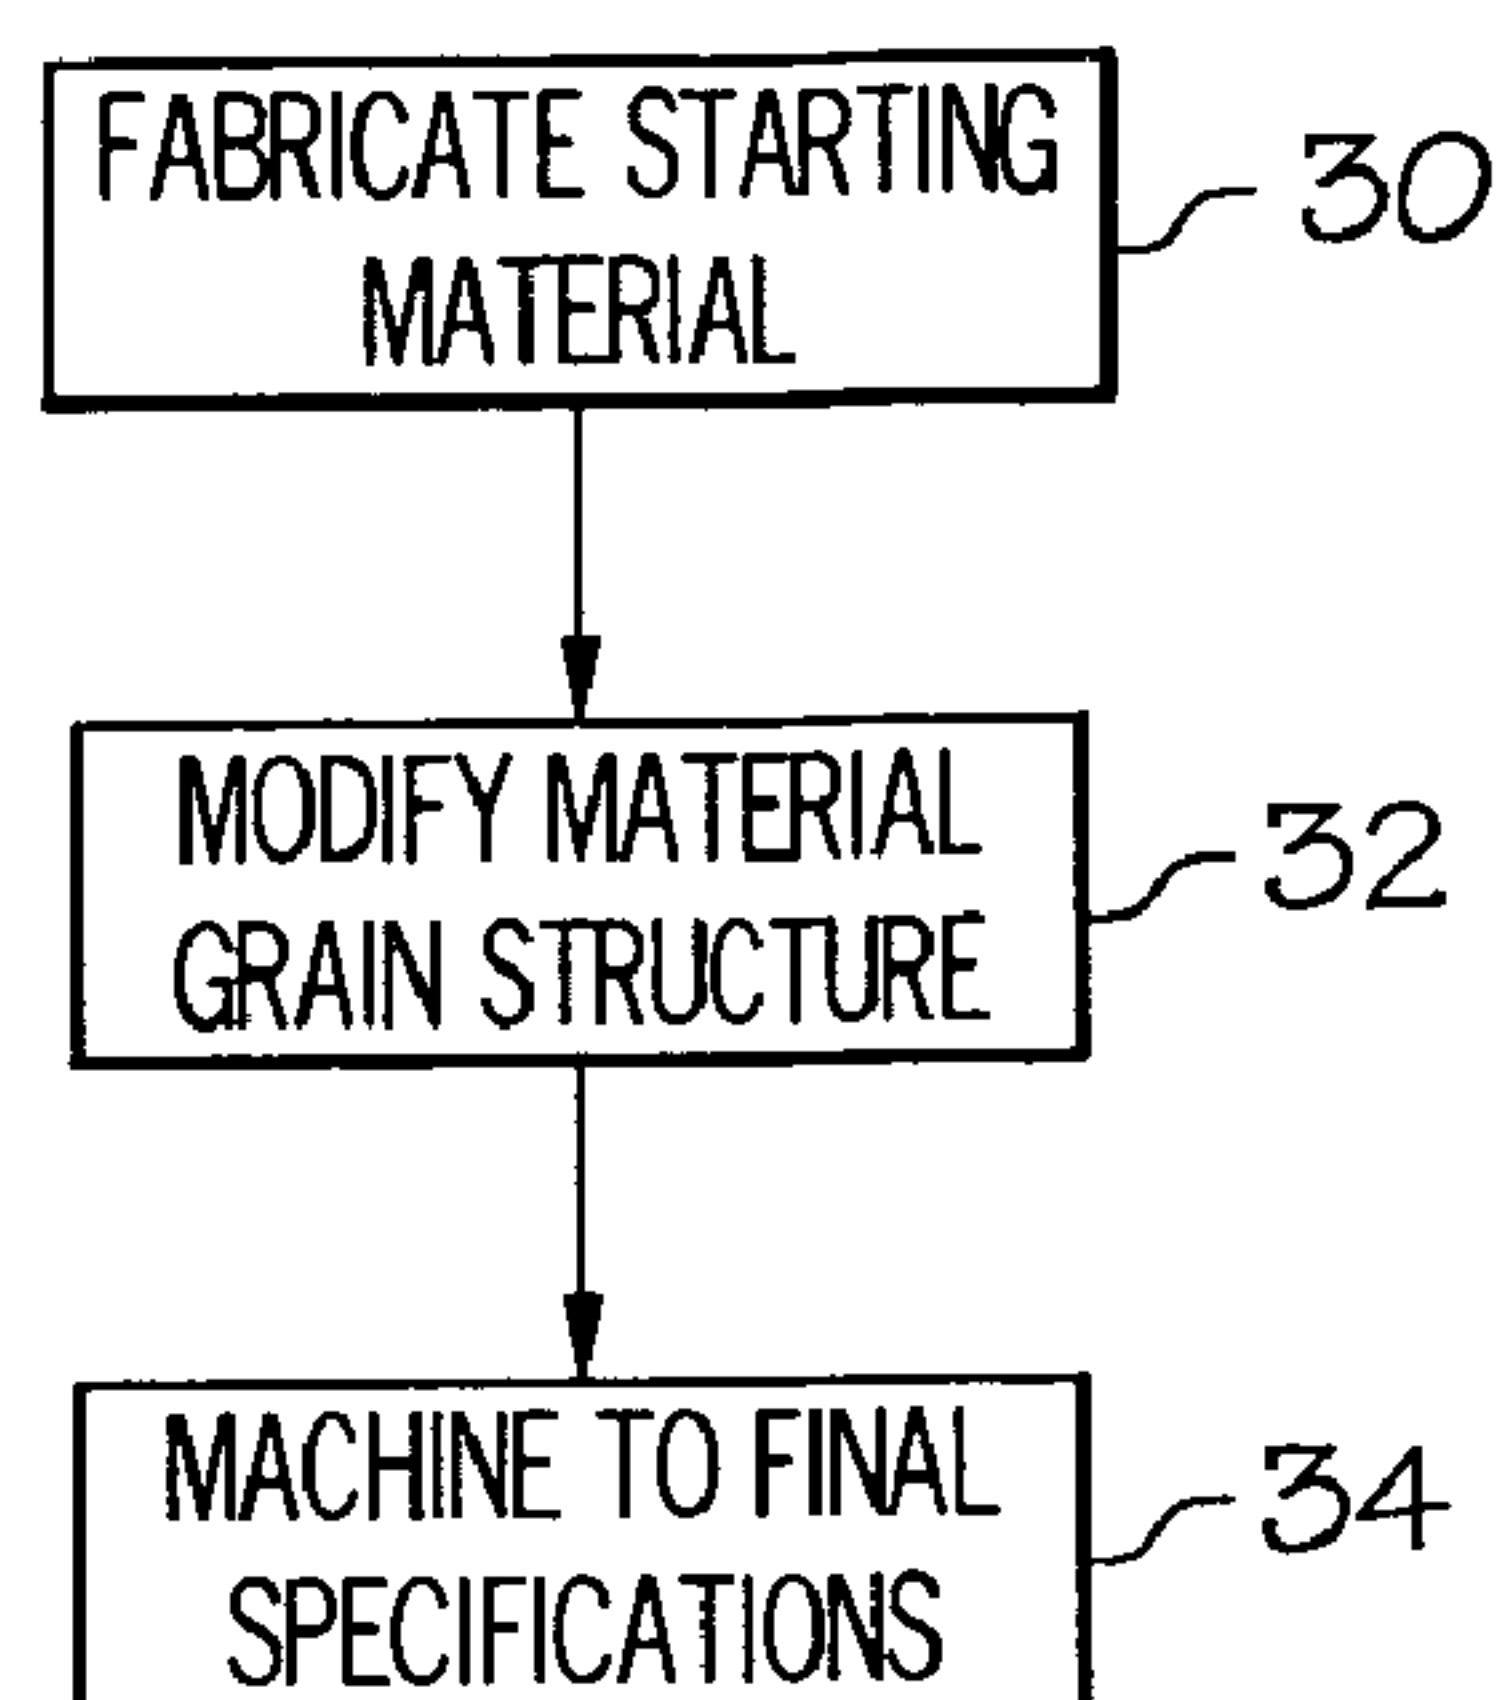 FABRICATE STARTING
MATERIAL
30
MODIFY MATERIAL
GRAIN STRUCTURE
32
MACHINE TO FINAL
SPECIFICATIONS
34